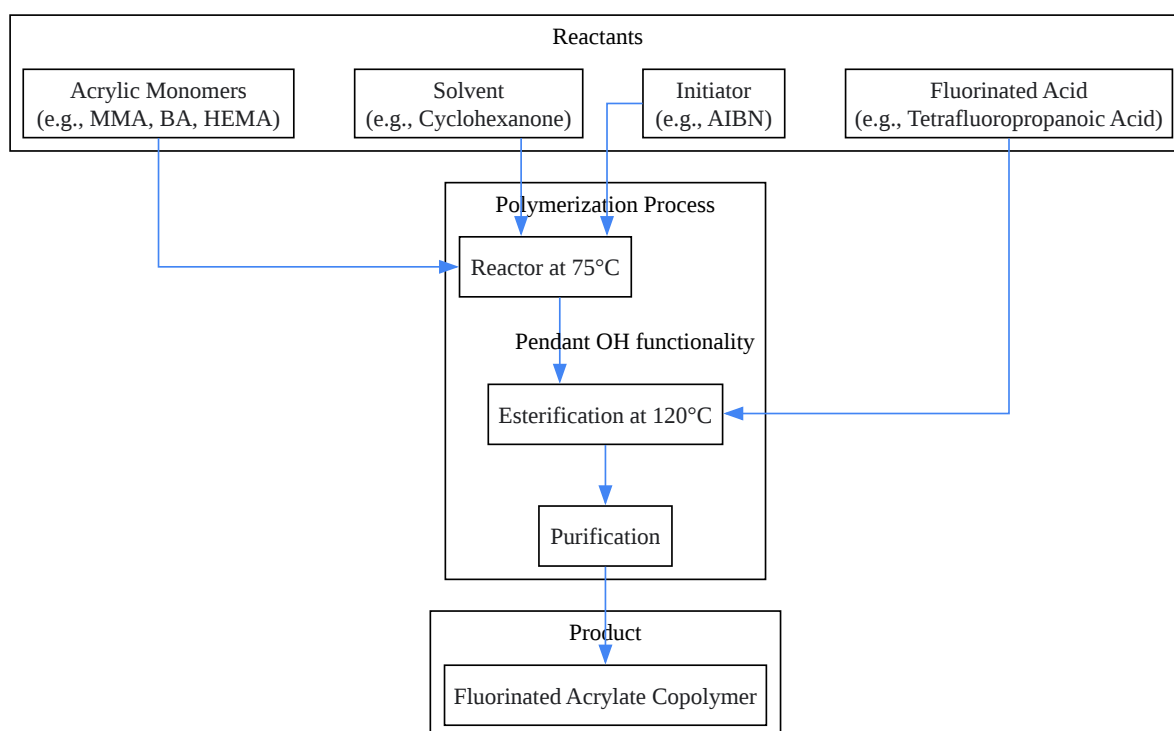 Reactants
Acrylic Monomers
(e.g., MMA, BA, HEMA)
Solvent
(e.g., Cyclohexanone)
Initiator
(e.g., AIBN)
Fluorinated Acid
(e.g., Tetrafluoropropanoic Acid)
Polymerization Process
Reactor at 75°C
Pendant OH functionality
Esterification at 120°C
Purification
Product
Fluorinated Acrylate Copolymer